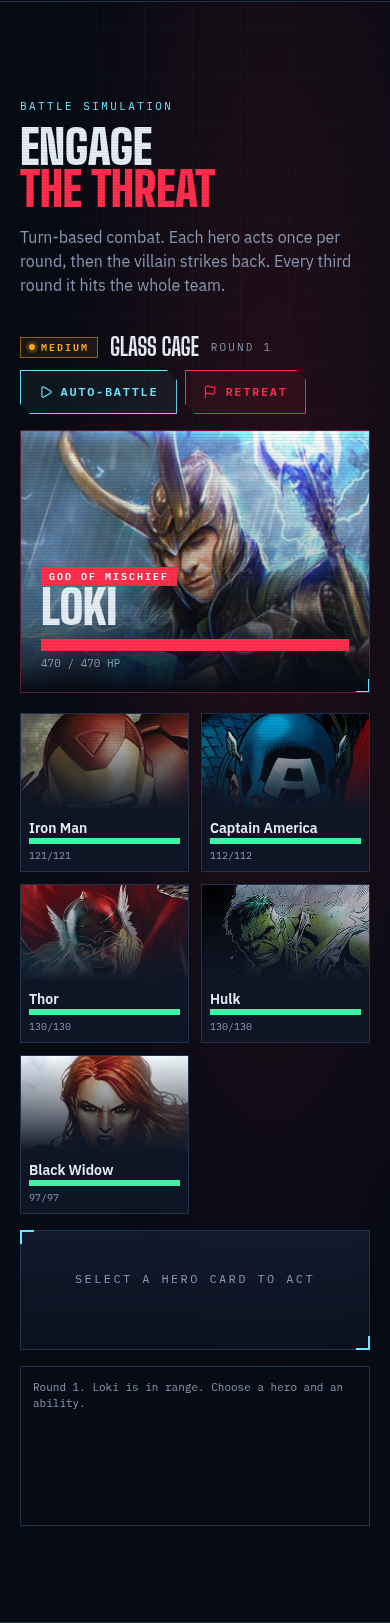 BATTLE SIMULATION
ENGAGE
THE THREAT
Turn-based combat. Each hero acts once per
round, then the villain strikes back. Every third
round it hits the whole team.
MEDIUM GLASS CAGE ROUND 1
AUTO-BATTLE RETREAT
GOD OF MISCHIEF
LOKI
470 / 470 HP
Iron Man
121/121
Captain America
112/112
Thor
130/130
Hulk
130/130
Black Widow
97/97
SELECT A HERO CARD TO ACT
Round 1. Loki is in range. Choose a hero and an
ability.